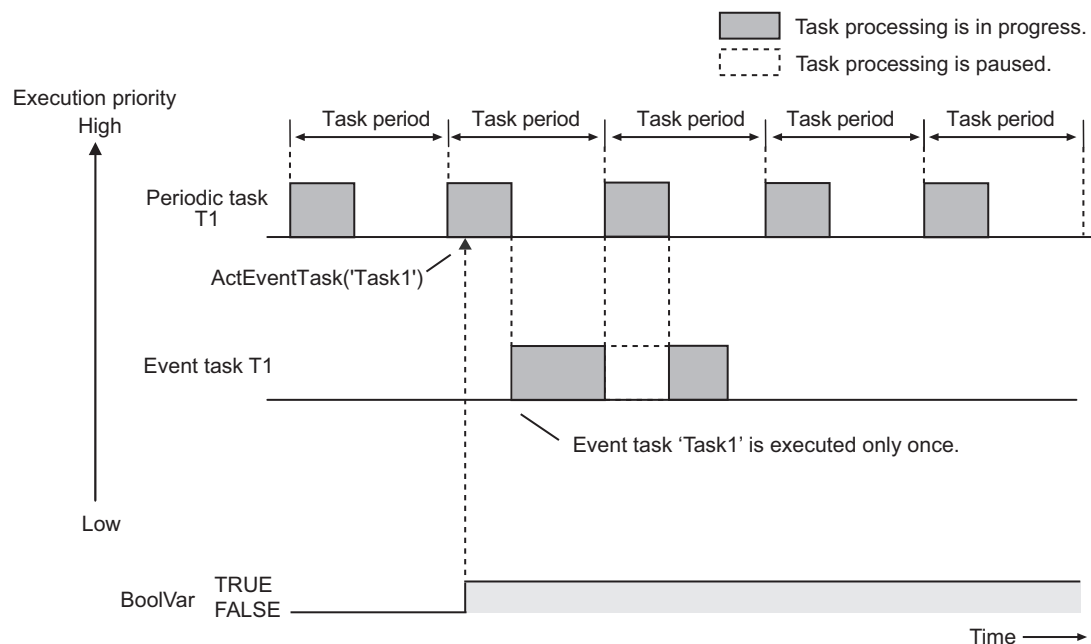 Task processing is in progress.
Task processing is paused.
Execution priority
High
Task period
Task period
Task period
Task period
Task period
Periodic task
T1
ActEventTask('Task1')
Event task T1
Event task ‘Task1’ is executed only once.
Low
BoolVar
TRUE
FALSE
Time